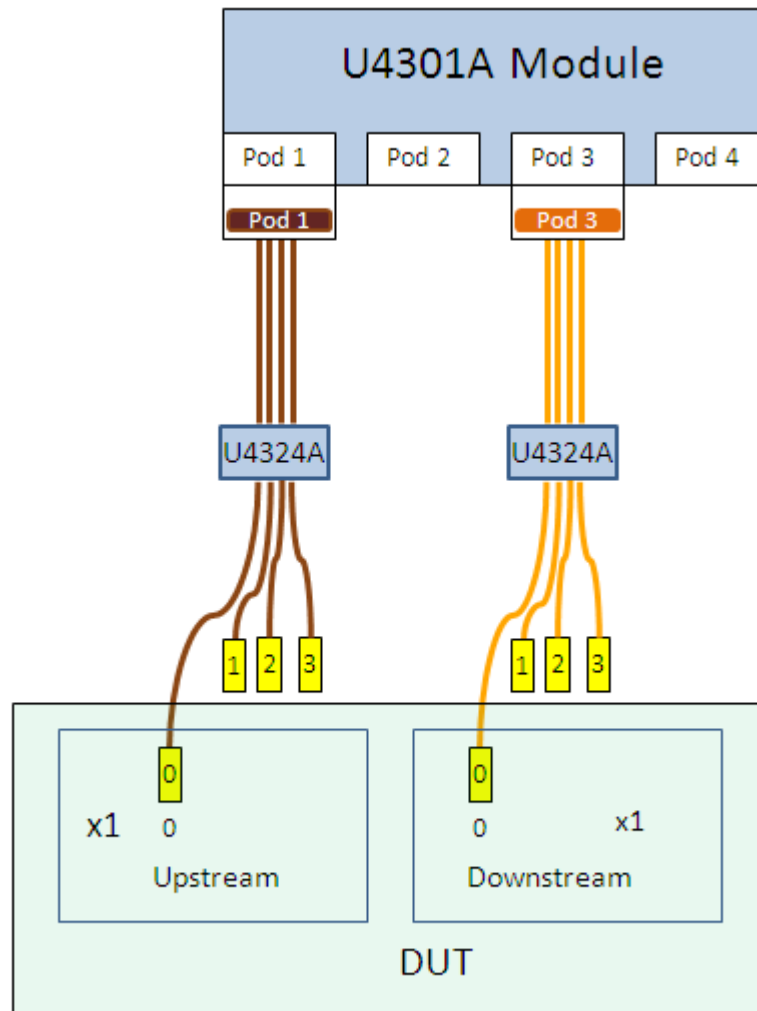 U4301A Module
Pod 1 Pod 2 Pod 3 Pod 4
Pod 1 Pod 3
U4324A U4324A
1 2 3 1 2 3
0 0
x1 0 0 x1
Upstream Downstream
DUT